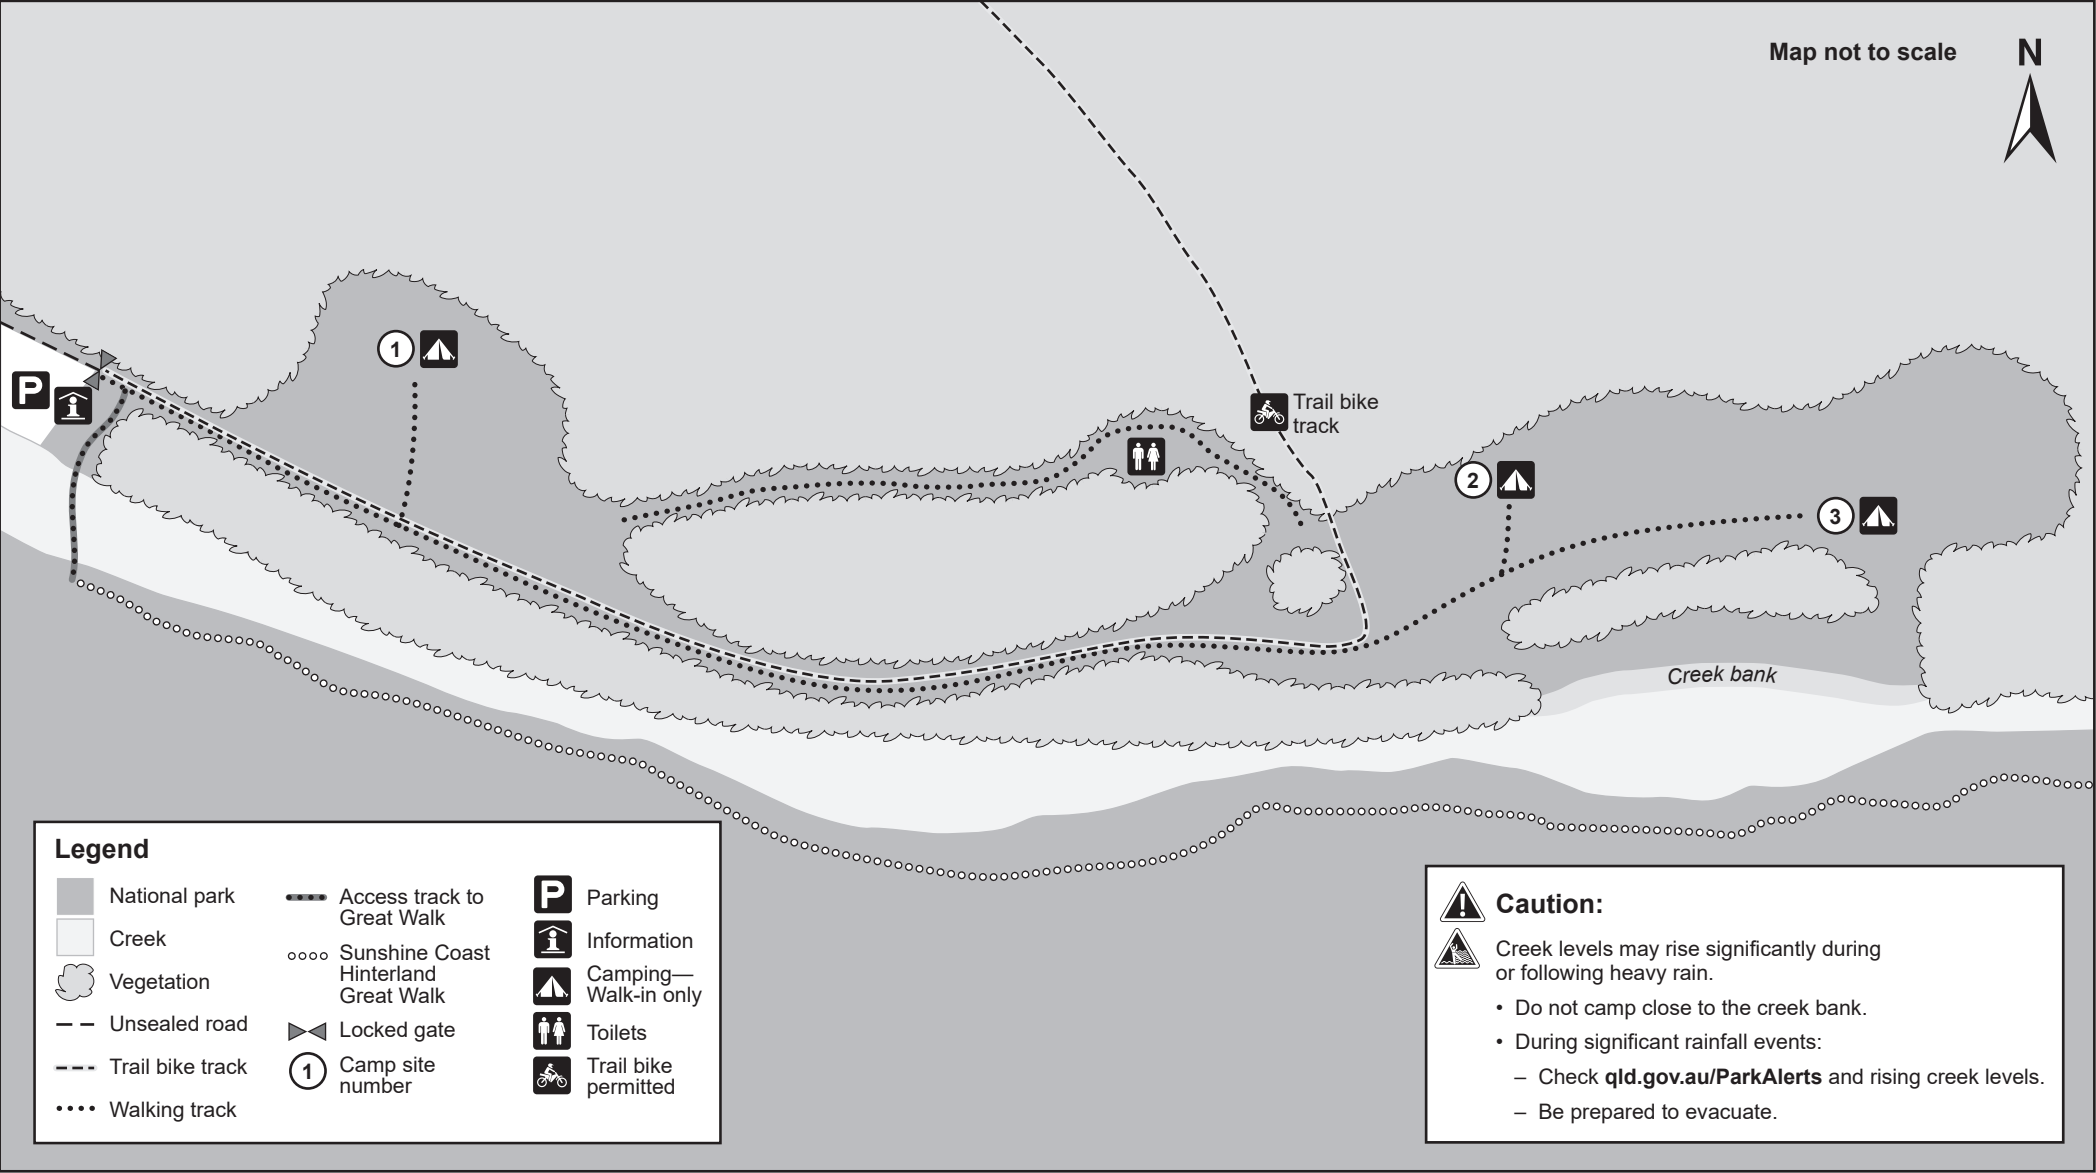 Map not to scale
N
1
P
Trail bike
track
2
3
Creek bank
Legend
National park
Creek
Vegetation
Unsealed road
Trail bike track
Walking track
Access track to
Great Walk
Sunshine Coast
Hinterland
Great Walk
Locked gate
1
Camp site
number
P
Parking
Information
Camping—
Walk-in only
Toilets
Trail bike
permitted
Caution:
Creek levels may rise significantly during
or following heavy rain.
• Do not camp close to the creek bank.
• During significant rainfall events:
– Check qld.gov.au/ParkAlerts and rising creek levels.
– Be prepared to evacuate.